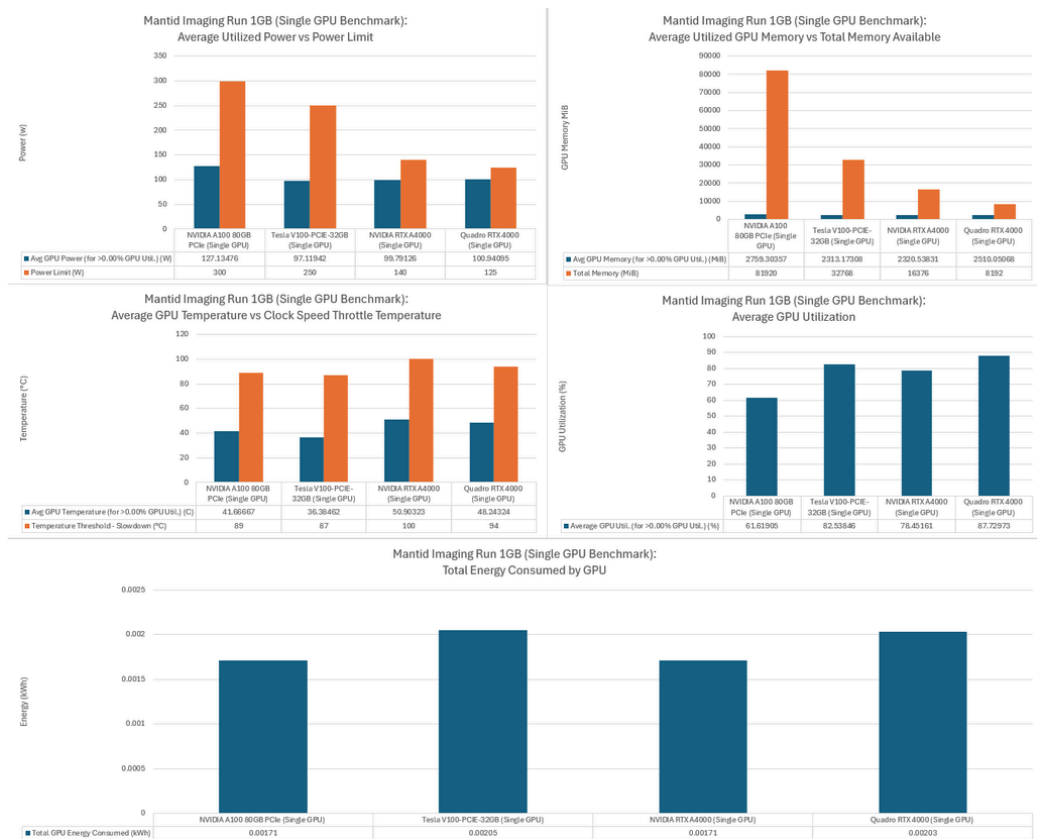 Mantid Imaging Run 1GB (Single GPU Benchmark):
Average Utilized Power vs Power Limit
350
300
250
200
150
100
50
0
Power (w)
NVIDIA A100 80GB
PCIe (Single GPU)
Tesla V100-PCIE-32GB
(Single GPU)
NVIDIA RTX A4000
(Single GPU)
Quadro RTX 4000
(Single GPU)
Avg GPU Power (for >0.00% GPU Util.) (W) 127.13476 97.11942 99.79126 100.94095
Power Limit (W) 300 250 140 125
Mantid Imaging Run 1GB (Single GPU Benchmark):
Average Utilized GPU Memory vs Total Memory Available
90000
80000
70000
60000
50000
40000
30000
20000
10000
0
GPU Memory MiB
NVIDIA A100
80GB PCIe (Single
GPU)
Tesla V100-PCIE-
32GB (Single GPU)
NVIDIA RTX A4000
(Single GPU)
Quadro RTX 4000
(Single GPU)
Avg GPU Memory (for >0.00% GPU Util.) (MiB) 2759.30357 2313.17308 2320.53831 2510.05068
Total Memory (MiB) 81920 32768 16376 8192
Mantid Imaging Run 1GB (Single GPU Benchmark):
Average GPU Temperature vs Clock Speed Throttle Temperature
120
100
80
60
40
20
0
Temperature (°C)
NVIDIA A100 80GB
PCIe (Single GPU)
Tesla V100-PCIE-
32GB (Single GPU)
NVIDIA RTX A4000
(Single GPU)
Quadro RTX 4000
(Single GPU)
Avg GPU Temperature (for >0.00% GPU Util.) (C) 41.66667 36.38462 50.90323 48.24324
Temperature Threshold - Slowdown (°C) 89 87 100 94
Mantid Imaging Run 1GB (Single GPU Benchmark):
Average GPU Utilization
100
90
80
70
60
50
40
30
20
10
0
GPU Utilization (%)
NVIDIA A100 80GB
PCIe (Single GPU)
Tesla V100-PCIE-
32GB (Single GPU)
NVIDIA RTX A4000
(Single GPU)
Quadro RTX 4000
(Single GPU)
Average GPU Util. (for >0.00% GPU Util.) (%) 61.61905 82.53846 78.45161 87.72973
Mantid Imaging Run 1GB (Single GPU Benchmark):
Total Energy Consumed by GPU
0.0025
0.002
0.0015
0.001
0.0005
0
Energy (kWh)
NVIDIA A100 80GB PCIe (Single GPU) Tesla V100-PCIE-32GB (Single GPU) NVIDIA RTX A4000 (Single GPU) Quadro RTX 4000 (Single GPU)
Total GPU Energy Consumed (kWh) 0.00171 0.00205 0.00171 0.00203